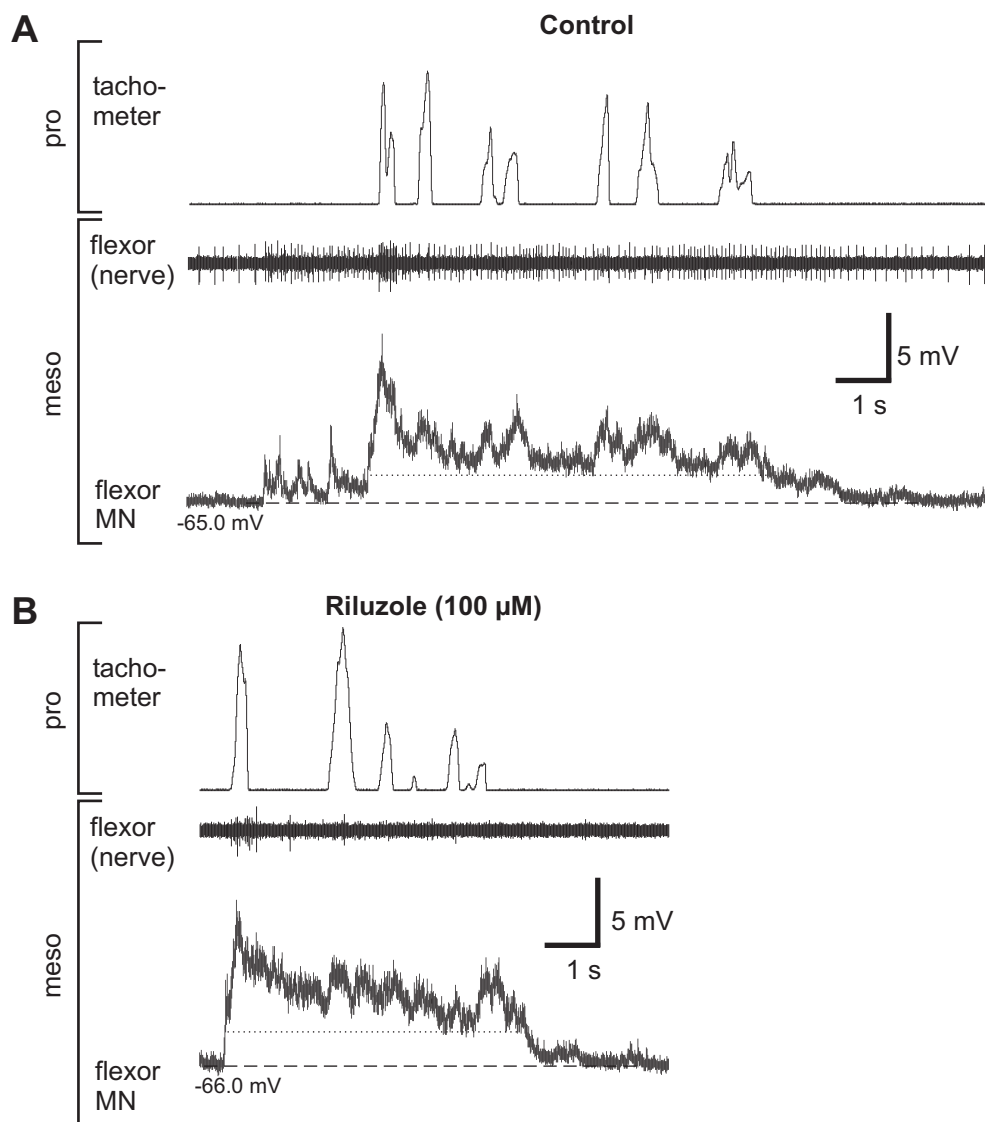 A
Control
pro
tacho-
meter
meso
flexor
(nerve)
5 mV
1 s
flexor
MN
-65.0 mV
B
Riluzole (100 µM)
pro
tacho-
meter
meso
flexor
(nerve)
5 mV
1 s
flexor
MN
-66.0 mV